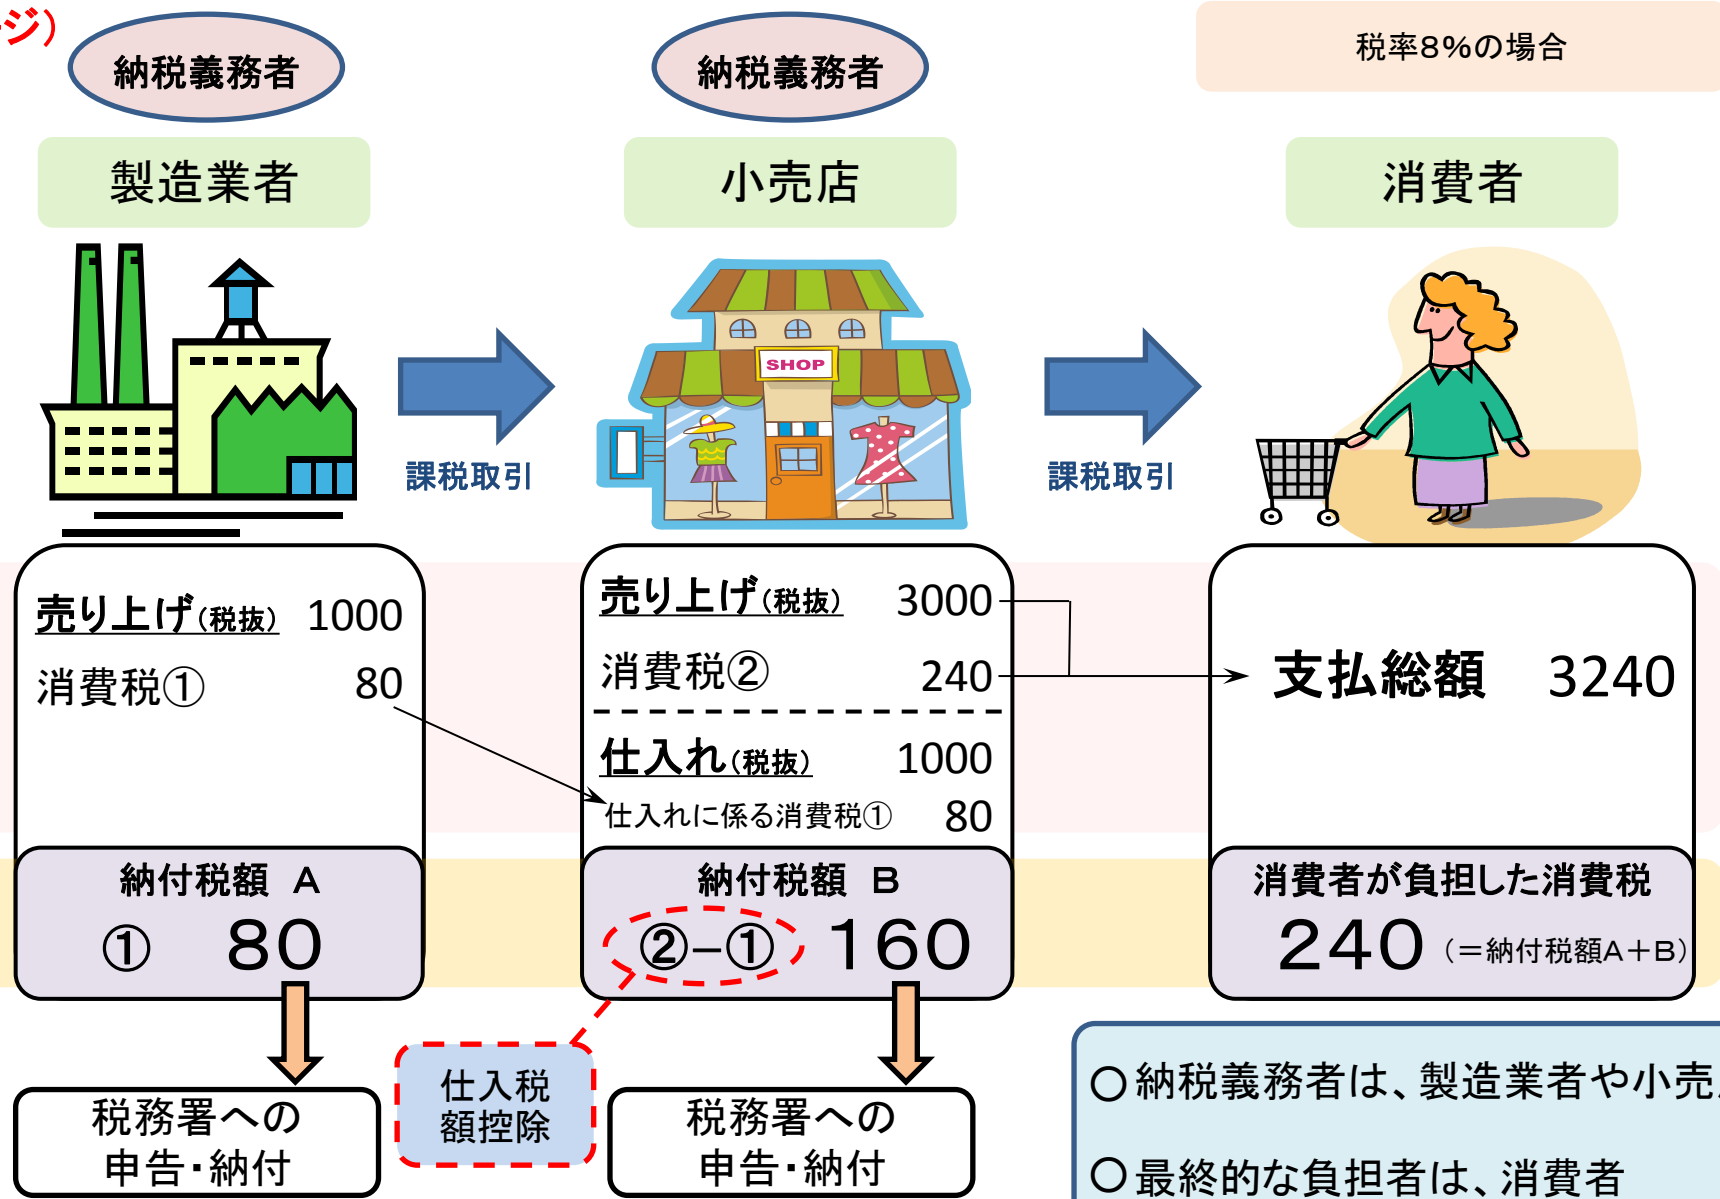 ージ）
納税義務者
納税義務者
税率8％の場合
製造業者
小売店
消費者
SHOP
課税取引
課税取引
売り上げ（税抜） 1000
消費税① 80
売り上げ（税抜） 3000
消費税② 240
仕入れ（税抜） 1000
仕入れに係る消費税① 80
支払総額 3240
納付税額 A
① 80
納付税額 B
②−① 160
消費者が負担した消費税
240 （＝納付税額A＋B）
仕入税
額控除
税務署への
申告・納付
税務署への
申告・納付
○ 納税義務者は、製造業者や小売
○ 最終的な負担者は、消費者